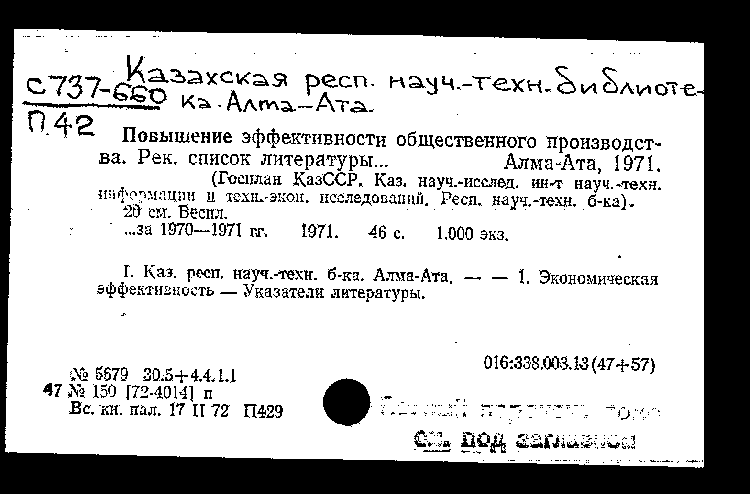 Казахская респ. науч.-техн. библиоте-
С737-660 ка. Алма-Ата.
П42
Повышение эффективности общественного производст-
ва. Рек. список литературы... Алма-Ата, 1971.
(Госплан КазССР. Каз. науч.-исслед. ин-т науч.-техн.
информации и техн.-экон. исследований. Респ. науч.-техн. б-ка).
20 см. Беспл.
...за 1970—1971 гг. 1971. 46 с. 1.000 экз.
I. Каз. респ. науч.-техн. б-ка. Алма-Ата. — — 1. Экономическая
эффективность — Указатели литературы.
016:338.003.13(47+57)
№ 5679 30.5+4.4.1.1
47 № 150 [72-4014] п
Вс. кн. пал. 17 II 72 П429
Полный перечень томов
см. под заглавием